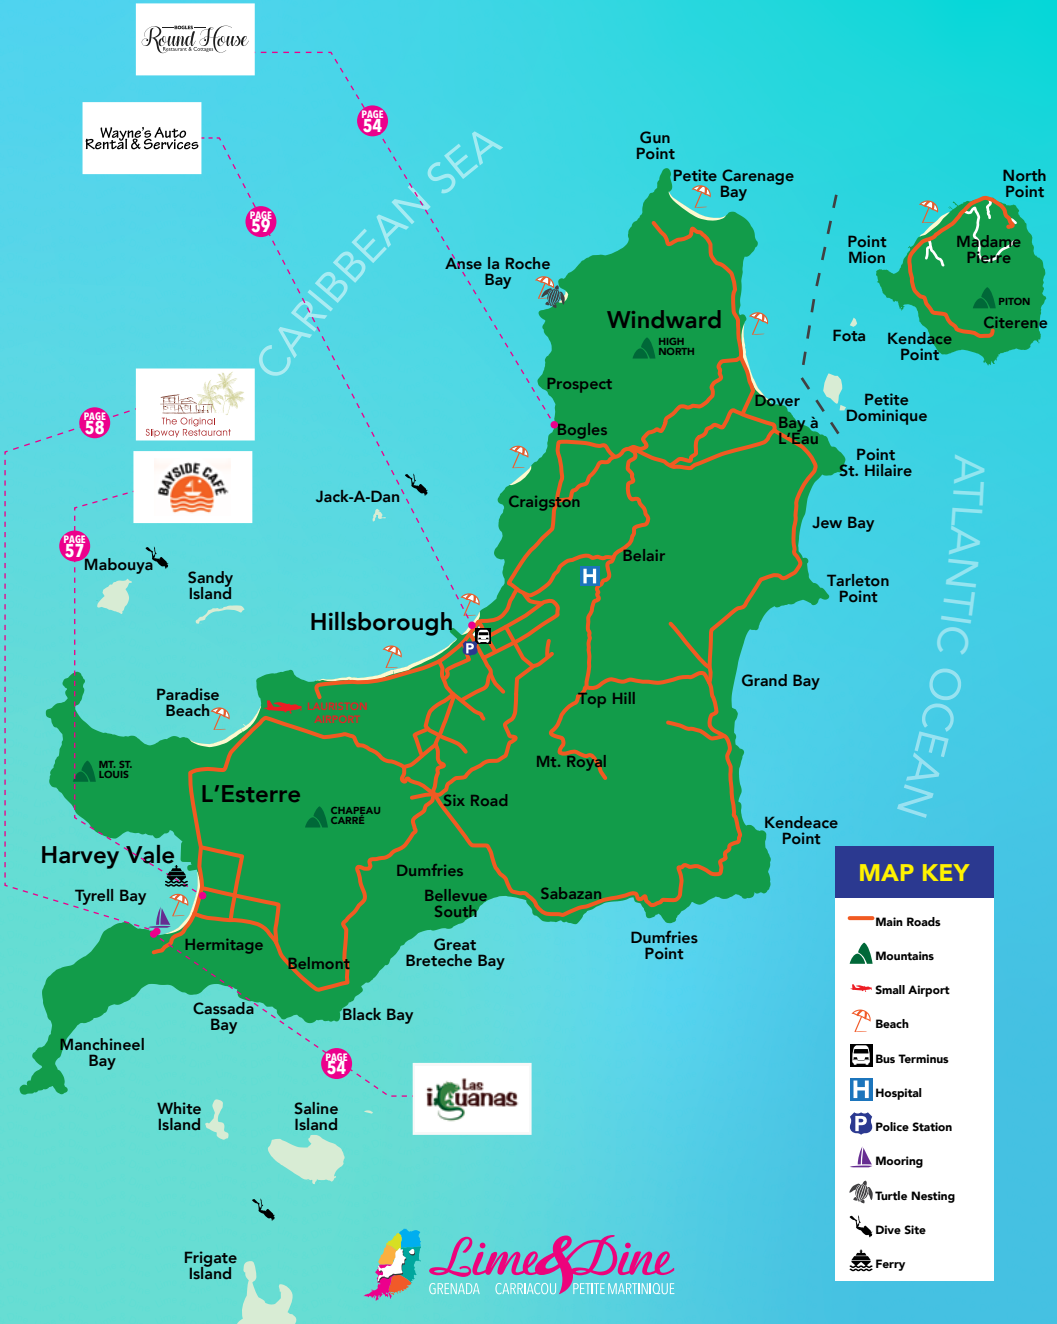 BOGLES
Round House
Restaurant & Cottages
Wayne's Auto
Rental & Services
PAGE
54
PAGE
59
CARIBBEAN SEA
Gun
Point
Petite Carenage
Bay
North
Point
Point
Mion
Madame
Pierre
PITON
Citerene
Fota
Kendace
Point
Anse la Roche
Bay
Windward
HIGH
NORTH
Prospect
Dover
Petite
Dominique
Bogles
Bay à
L'Eau
Point
St. Hilaire
PAGE
58
The Original
Slipway Restaurant
BAYSIDE CAFÉ
Jack-A-Dan
Craigston
ATLANTIC OCEAN
Jew Bay
PAGE
57
Mabouya
Sandy
Island
Belair
H
Tarleton
Point
Hillsborough
P
Paradise
Beach
LAURISTON
AIRPORT
Top Hill
Grand Bay
MT. ST.
LOUIS
L'Esterre
Mt. Royal
CHAPEAU
CARRÉ
Six Road
Kendeace
Point
Harvey Vale
Dumfries
Tyrell Bay
Bellevue
South
Sabazan
Hermitage
Great
Breteche Bay
Dumfries
Point
Belmont
Cassada
Bay
Black Bay
Manchineel
Bay
PAGE
54
Las
iguanas
White
Island
Saline
Island
Frigate
Island
MAP KEY
Main Roads
Mountains
Small Airport
Beach
Bus Terminus
H Hospital
P Police Station
Mooring
Turtle Nesting
Dive Site
Ferry
Lime&Dine
GRENADA CARRIACOU PETITE MARTINIQUE